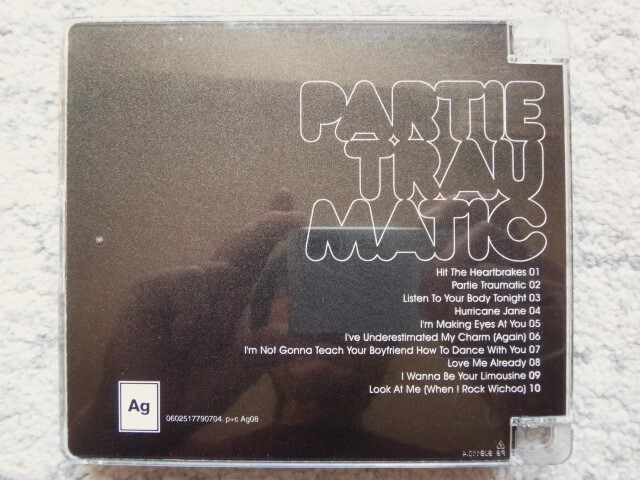 PARTIE
TRAU
MATIC
Hit The Heartbrakes 01
Partie Traumatic 02
Listen To Your Body Tonight 03
Hurricane Jane 04
I'm Making Eyes At You 05
I've Underestimated My Charm (Again) 06
I'm Not Gonna Teach Your Boyfriend How To Dance With You 07
Love Me Already 08
I Wanna Be Your Limousine 09
Look At Me (When I Rock Wichoo) 10
Ag
0602517790704. p+c Ag08